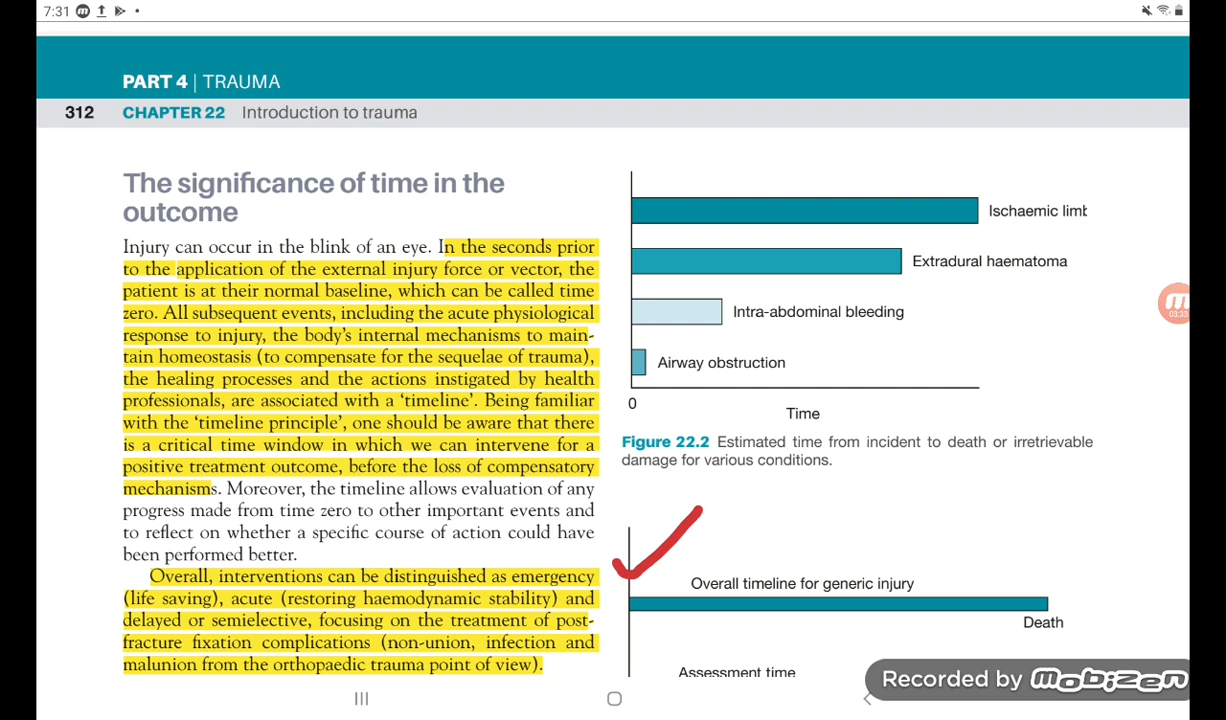 7:31
PART 4 | TRAUMA
312 CHAPTER 22 Introduction to trauma
The significance of time in the
outcome
Injury can occur in the blink of an eye. In the seconds prior
to the application of the external injury force or vector, the
patient is at their normal baseline, which can be called time
zero. All subsequent events, including the acute physiological
response to injury, the body's internal mechanisms to main-
tain homeostasis (to compensate for the sequelae of trauma),
the healing processes and the actions instigated by health
professionals, are associated with a 'timeline'. Being familiar
with the 'timeline principle', one should be aware that there
is a critical time window in which we can intervene for a
positive treatment outcome, before the loss of compensatory
mechanisms. Moreover, the timeline allows evaluation of any
progress made from time zero to other important events and
to reflect on whether a specific course of action could have
been performed better.
Overall, interventions can be distinguished as emergency
(life saving), acute (restoring haemodynamic stability) and
delayed or semielective, focusing on the treatment of post-
fracture fixation complications (non-union, infection and
malunion from the orthopaedic trauma point of view).
Ischaemic limb
Extradural haematoma
Intra-abdominal bleeding
Airway obstruction
0
Time
Figure 22.2 Estimated time from incident to death or irretrievable
damage for various conditions.
Overall timeline for generic injury
Death
Assessment time
03:33
Recorded by mobizen